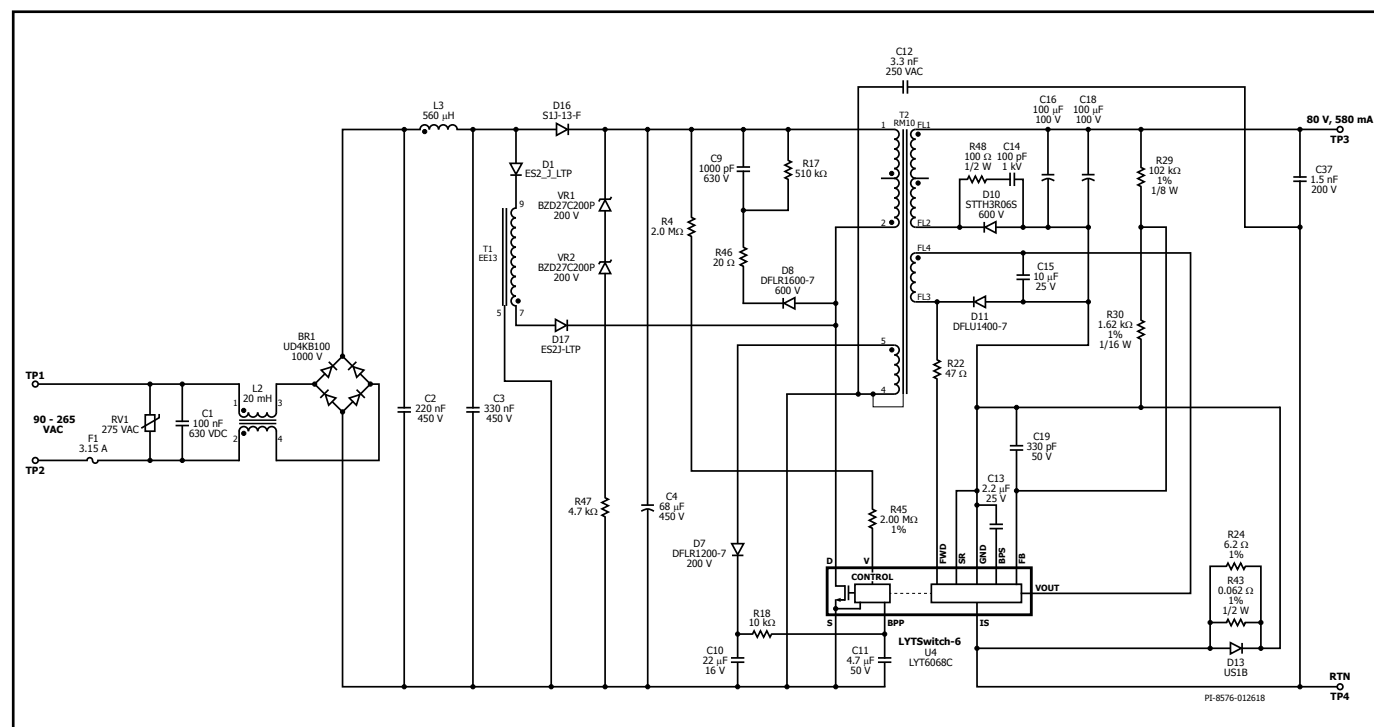 C12
3.3 nF
250 VAC
L3
560 µH
D16
S1J-13-F
T2
RM10
1
FL1
C16
100 µF
100 V
C18
100 µF
100 V
80 V, 580 mA
TP3
D1
ES2_J_LTP
C9
1000 pF
630 V
R17
510 kΩ
R48
100 Ω
1/2 W
C14
100 pF
1 kV
D10
STTH3R06S
600 V
R29
102 kΩ
1%
1/8 W
C37
1.5 nF
200 V
VR1
BZD27C200P
200 V
9
R4
2.0 MΩ
2
FL2
T1
EE13
VR2
BZD27C200P
200 V
R46
20 Ω
D8
DFLR1600-7
600 V
FL4
C15
10 µF
25 V
FL3
D11
DFLU1400-7
5
7
D17
ES2J-LTP
R30
1.62 kΩ
1%
1/16 W
BR1
UD4KB100
1000 V
5
4
R22
47 Ω
TP1
90 - 265
VAC
F1
3.15 A
TP2
RV1
275 VAC
C1
100 nF
630 VDC
L2
20 mH
1
3
2
4
C2
220 nF
450 V
C3
330 nF
450 V
C19
330 pF
50 V
C13
2.2 µF
25 V
R47
4.7 kΩ
C4
68 µF
450 V
R45
2.00 MΩ
1%
D7
DFLR1200-7
200 V
D
V
FWD
SR
GND
BPS
FB
CONTROL
VOUT
S
BPP
IS
R24
6.2 Ω
1%
R43
0.062 Ω
1%
1/2 W
D13
US1B
R18
10 kΩ
LYTSwitch-6
U4
LYT6068C
C10
22 µF
16 V
C11
4.7 µF
50 V
RTN
TP4
PI-8576-012618